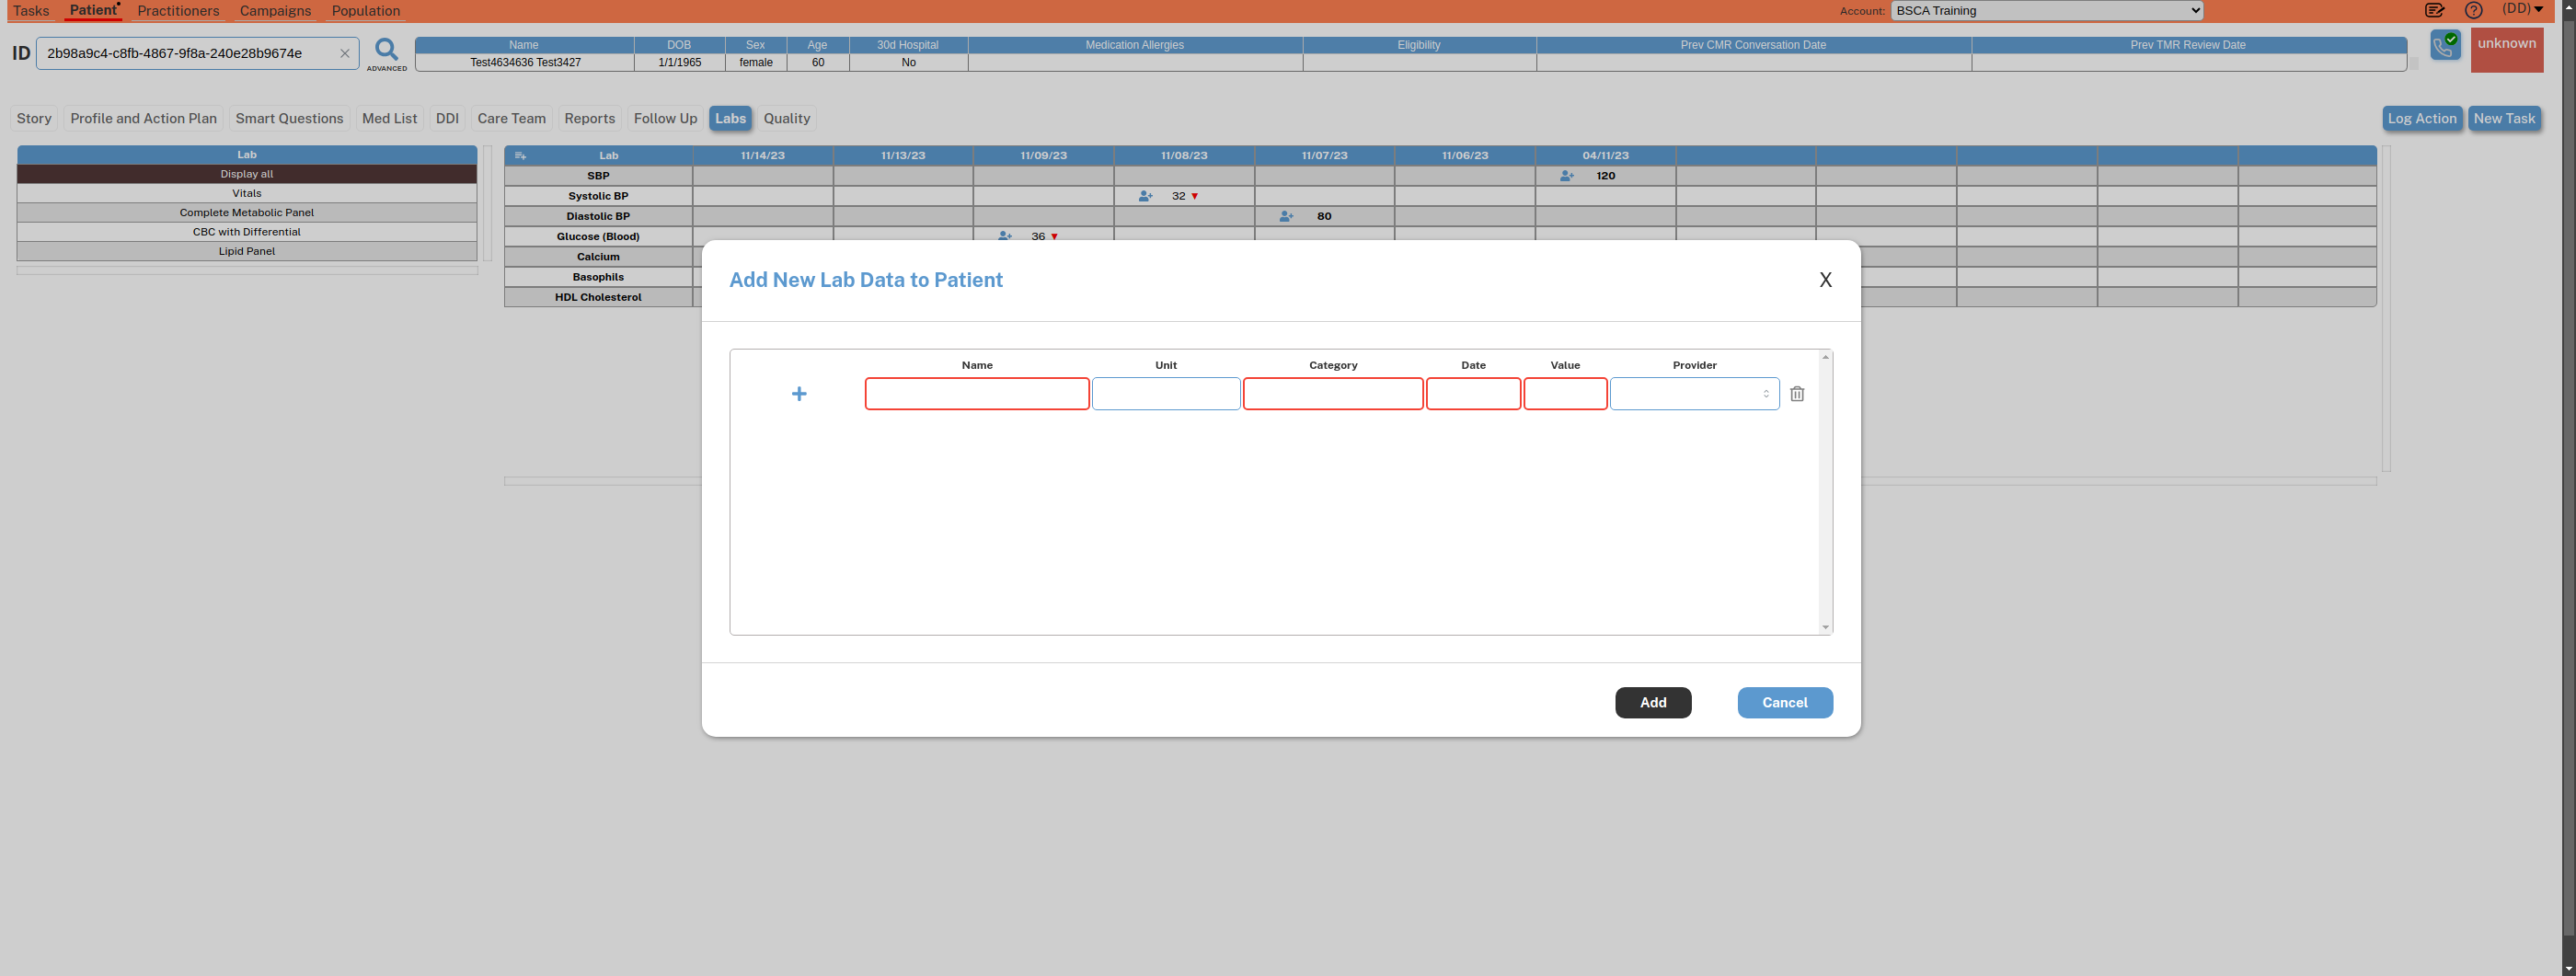 Tasks Patient Practitioners Campaigns Population Account: BSCA Training (DD)
ID 2b98a9c4-c8fb-4867-9f8a-240e28b9674e ADVANCED
Name DOB Sex Age 30d Hospital Medication Allergies Eligibility Prev CMR Conversation Date Prev TMR Review Date
Test4634636 Test3427 1/1/1965 female 60 No
unknown
Story Profile and Action Plan Smart Questions Med List DDI Care Team Reports Follow Up Labs Quality Log Action New Task
Lab
Display all
Vitals
Complete Metabolic Panel
CBC with Differential
Lipid Panel
Lab 11/14/23 11/13/23 11/09/23 11/08/23 11/07/23 11/06/23 04/11/23
SBP 120
Systolic BP 32 ▼
Diastolic BP 80
Glucose (Blood) 36 ▼
Calcium
Basophils
HDL Cholesterol
Add New Lab Data to Patient X
Name Unit Category Date Value Provider
Add Cancel